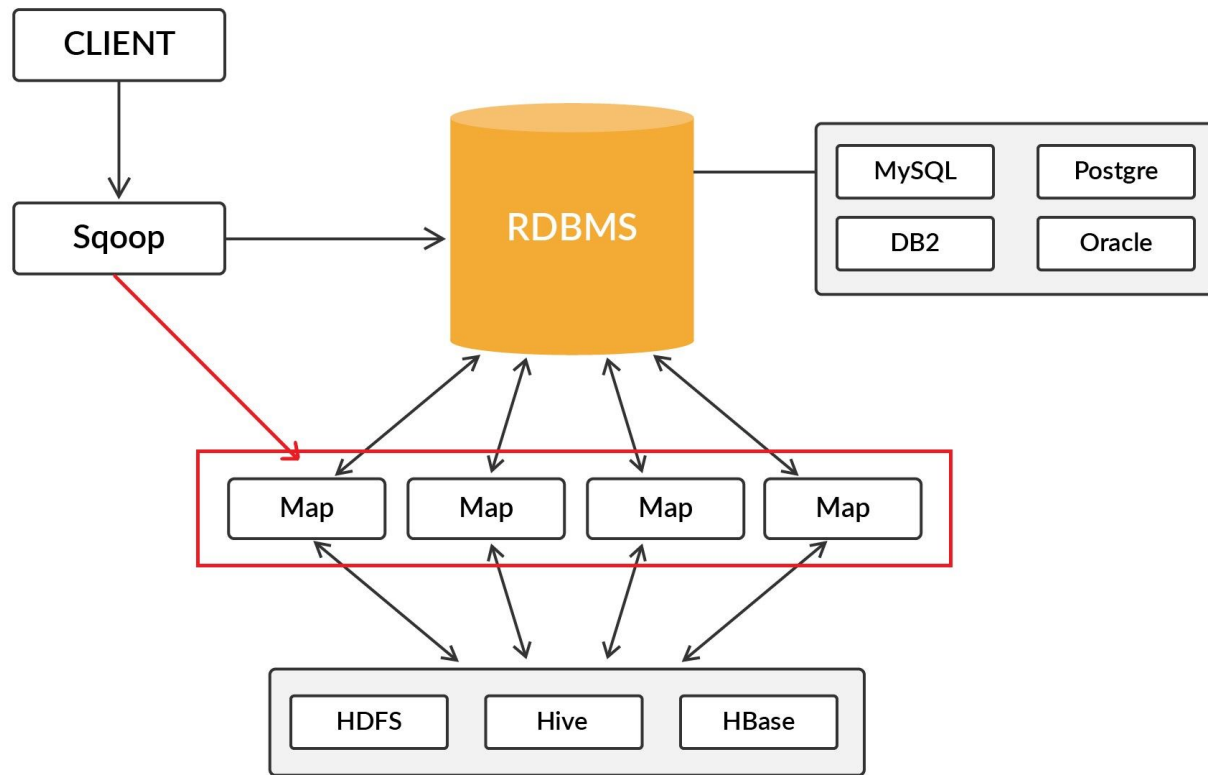 CLIENT
Sqoop
RDBMS
MySQL
Postgre
DB2
Oracle
Map
Map
Map
Map
HDFS
Hive
HBase